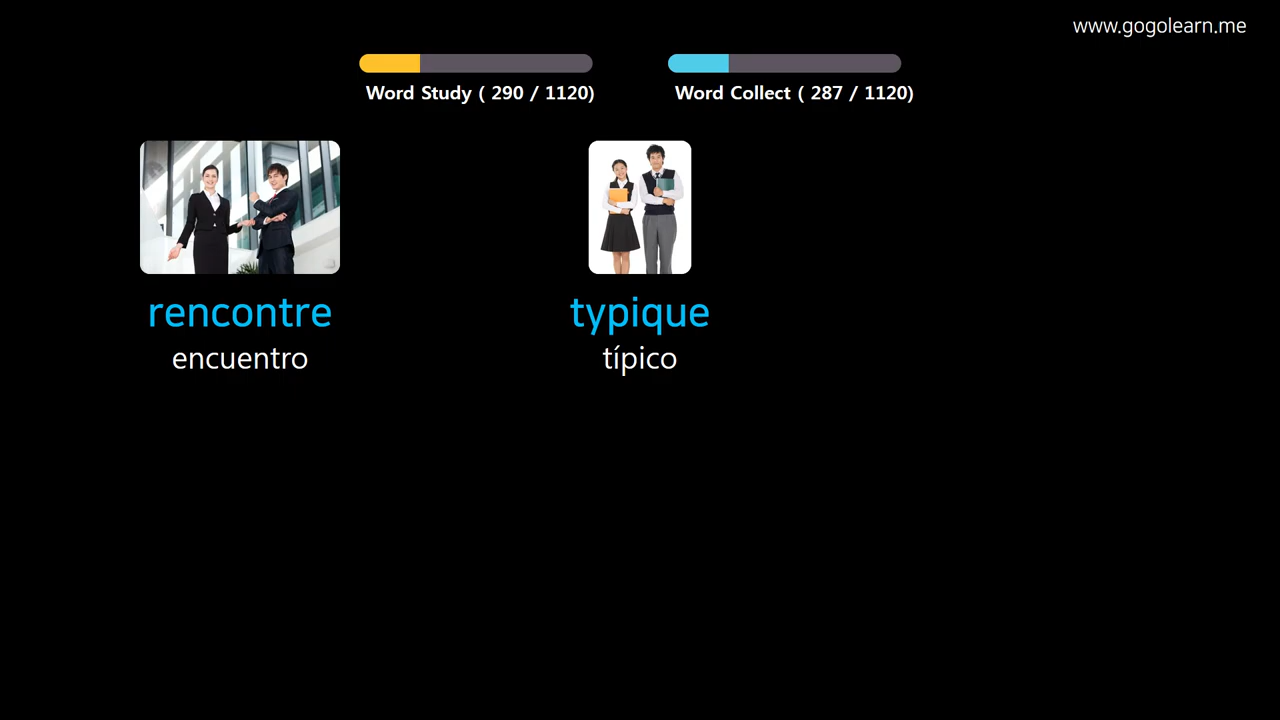 www.gogolearn.me
Word Study ( 290 / 1120)
Word Collect ( 287 / 1120)
rencontre
encuentro
typique
típico